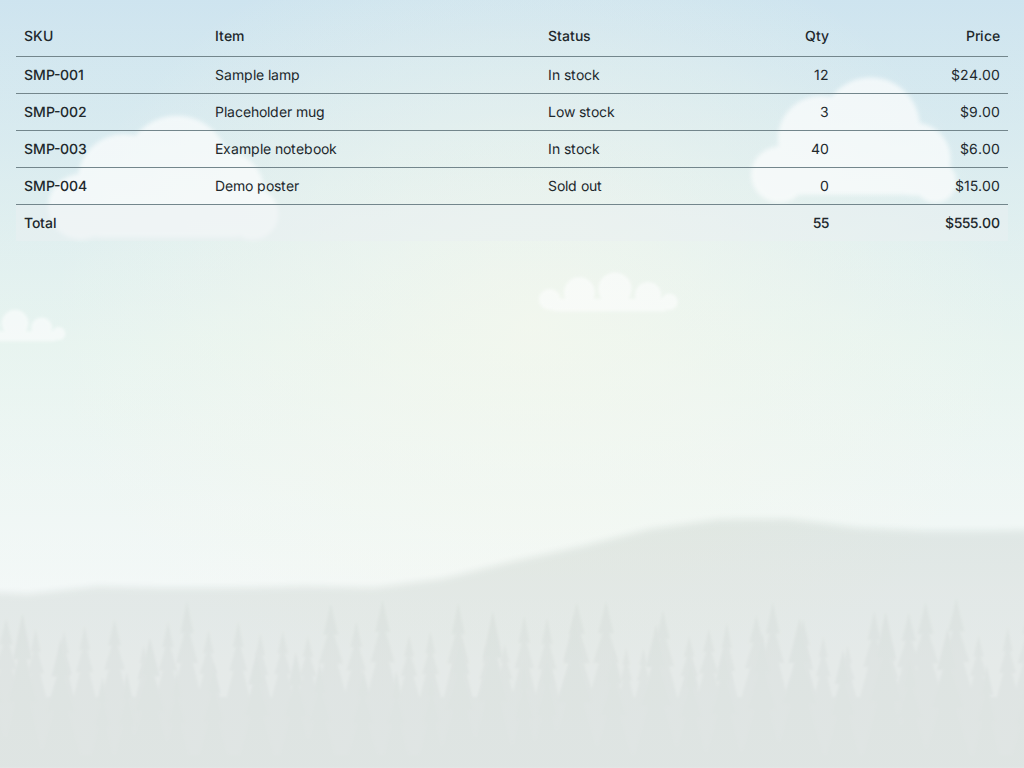 SKU Item Status Qty Price
SMP-001 Sample lamp In stock 12 $24.00
SMP-002 Placeholder mug Low stock 3 $9.00
SMP-003 Example notebook In stock 40 $6.00
SMP-004 Demo poster Sold out 0 $15.00
Total 55 $555.00